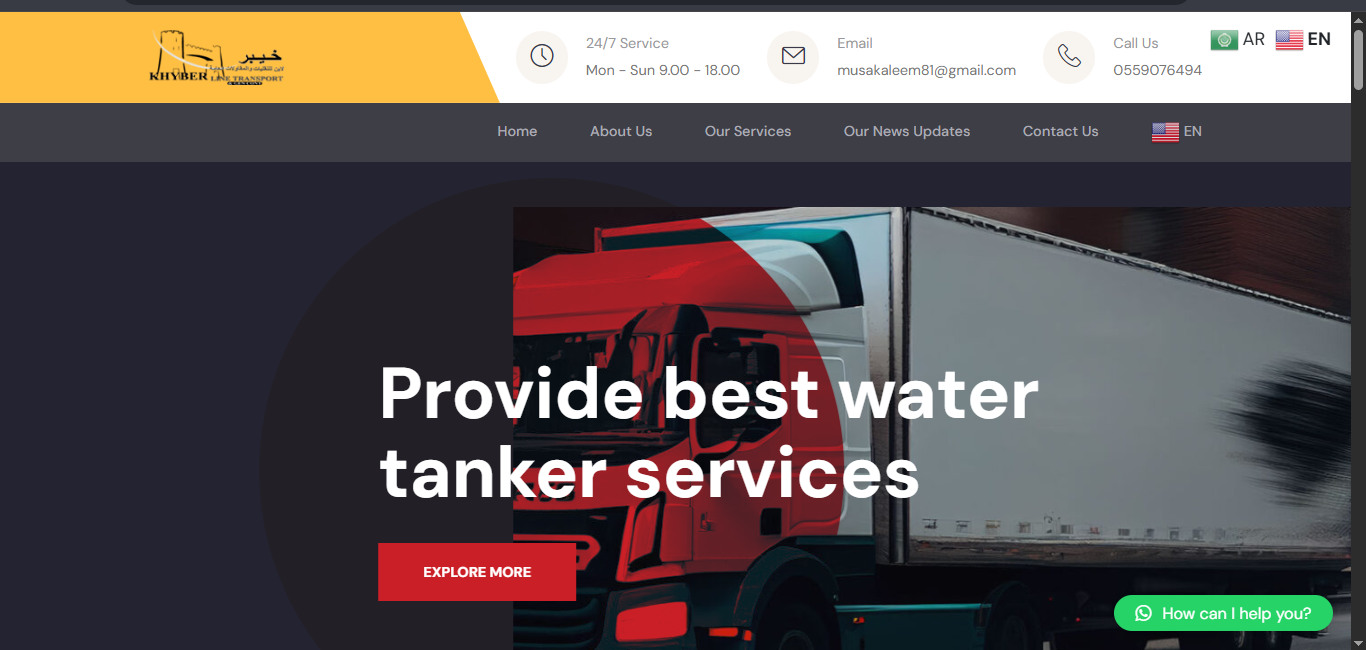 خيبر
KHYBER LINE TRANSPORT
24/7 Service
Mon - Sun 9.00 - 18.00
Email
musakaleem81@gmail.com
Call Us
0559076494
AR
EN
Home
About Us
Our Services
Our News Updates
Contact Us
EN
Provide best water
tanker services
EXPLORE MORE
How can I help you?